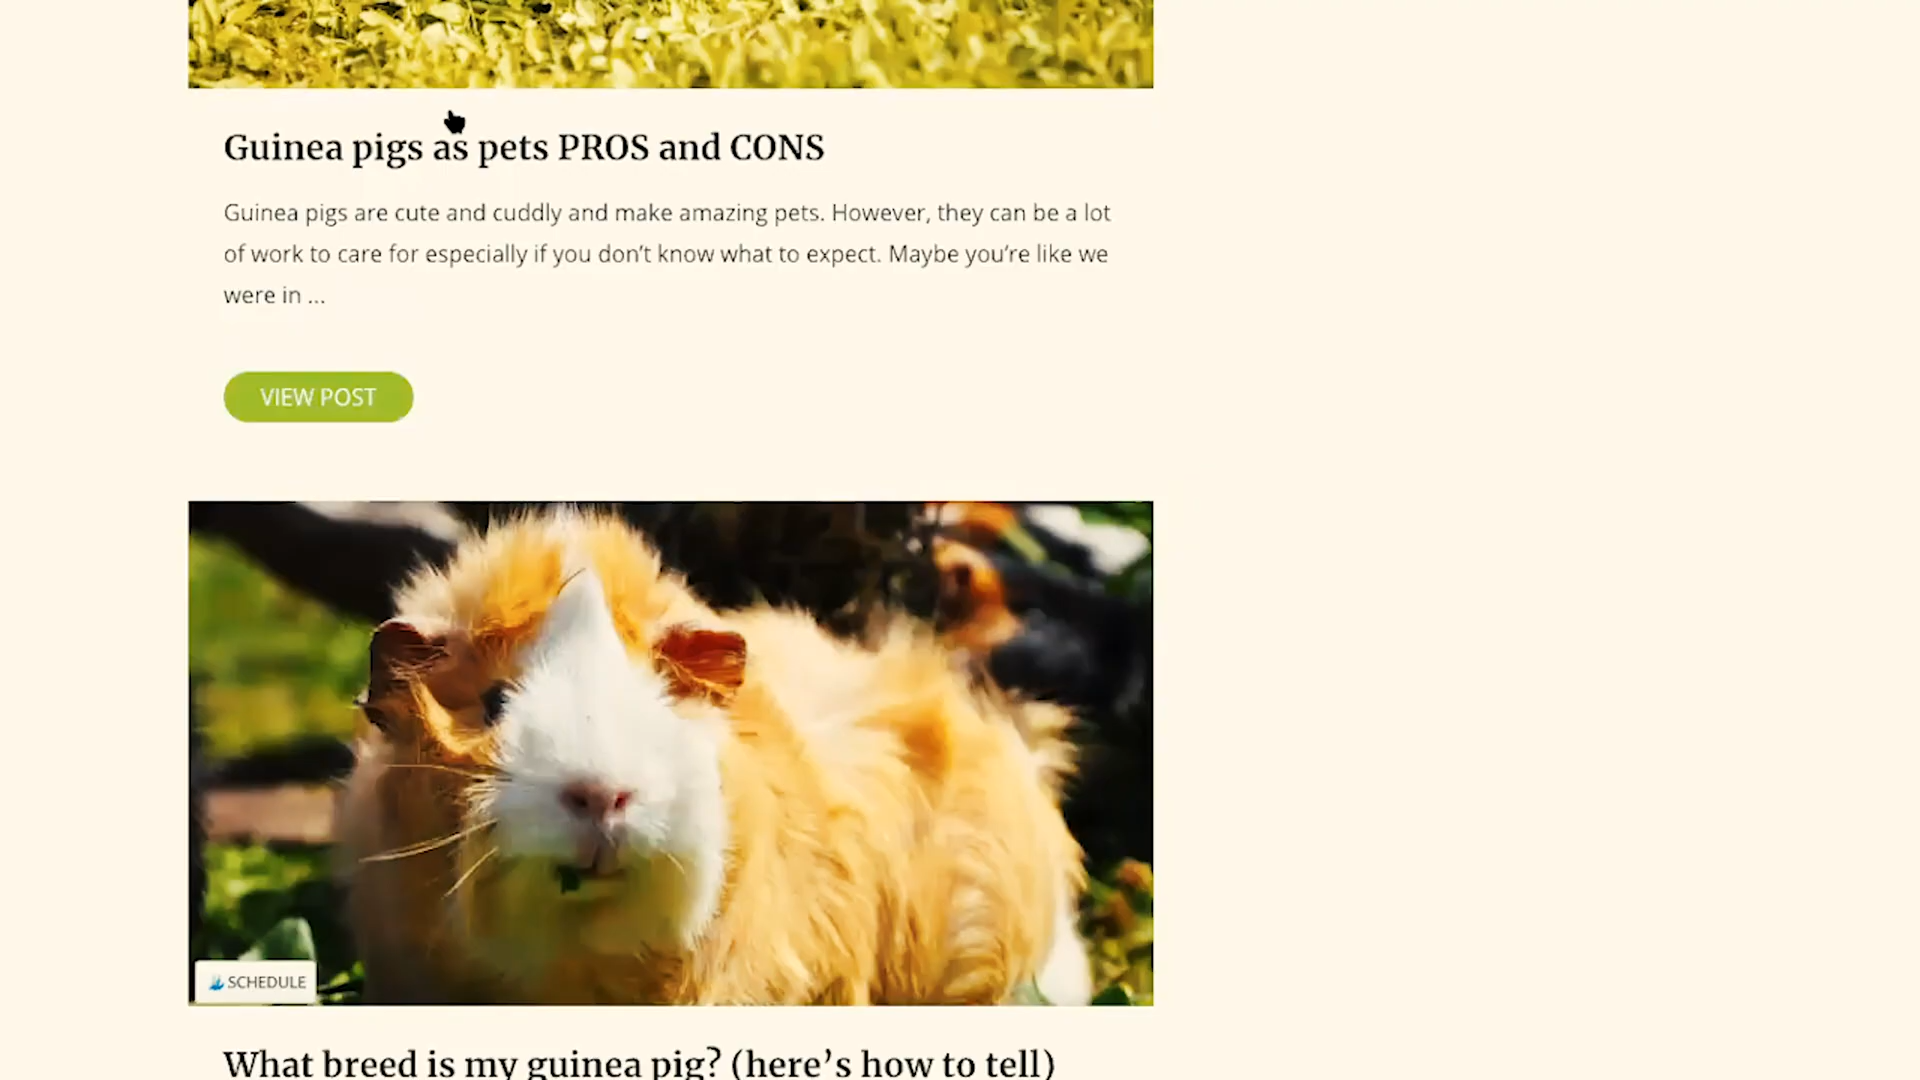 Guinea pigs as pets PROS and CONS
Guinea pigs are cute and cuddly and make amazing pets. However, they can be a lot
of work to care for especially if you don’t know what to expect. Maybe you’re like we
were in ...
VIEW POST
SCHEDULE
What breed is my guinea pig? (here’s how to tell)